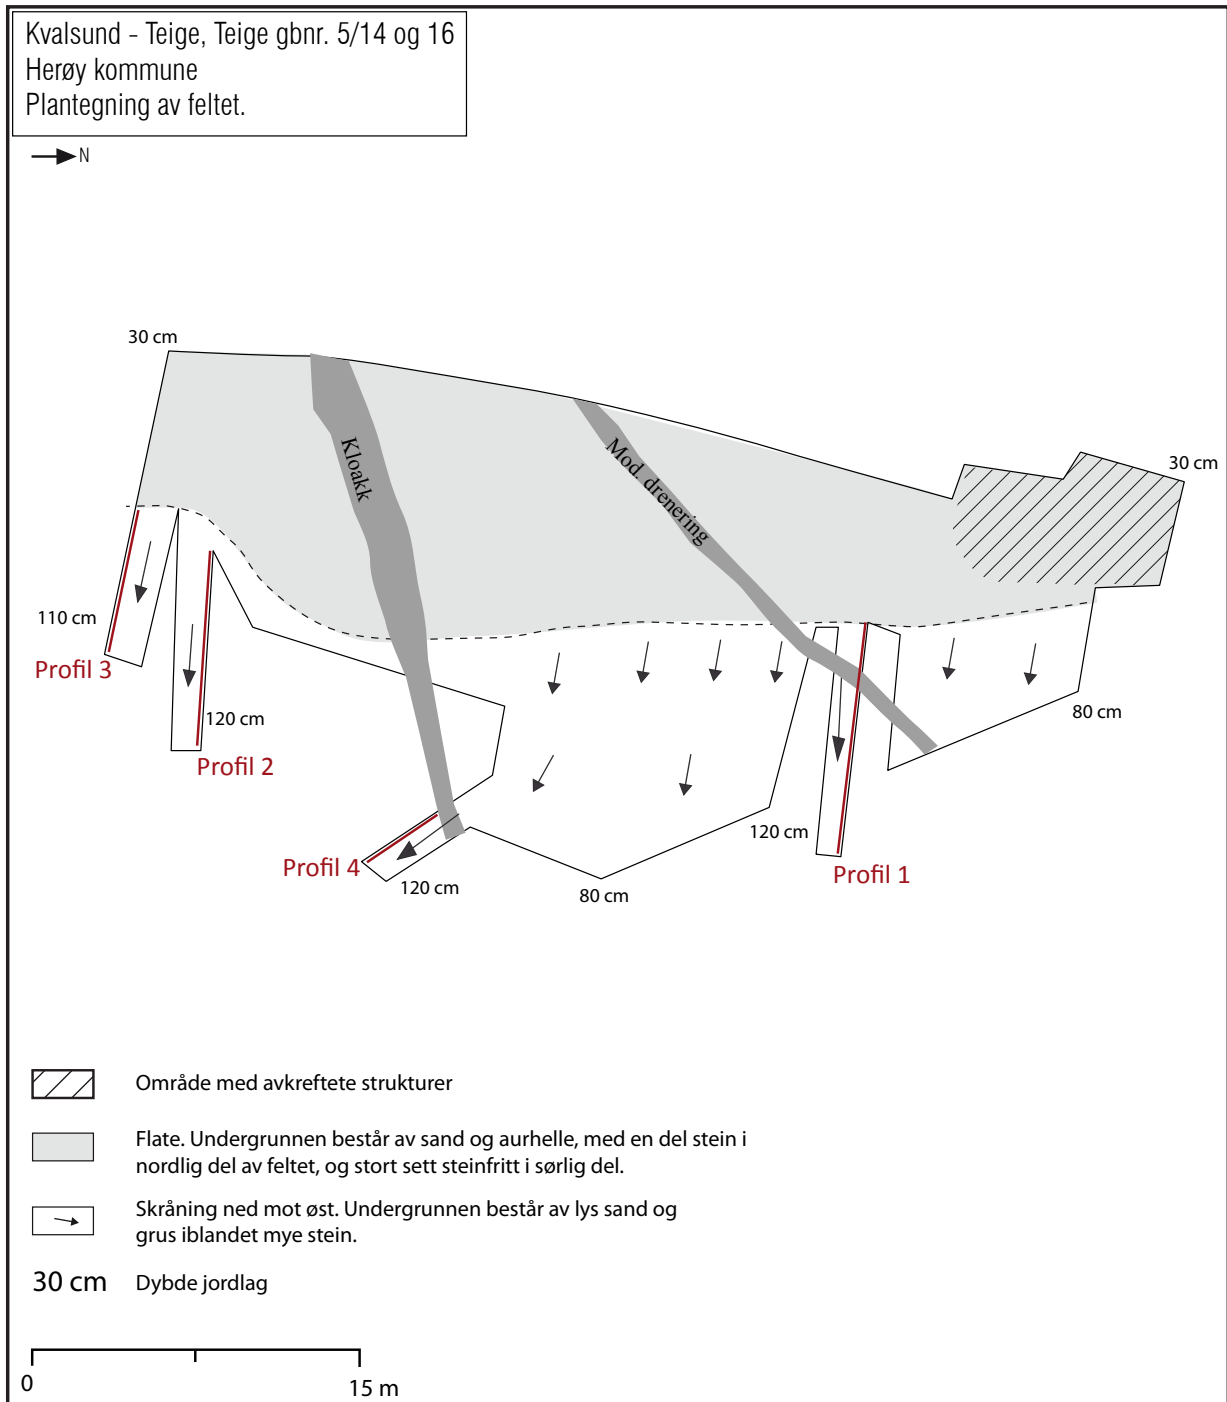 Kvalsund - Teige, Teige gbnr. 5/14 og 16
Herøy kommune
Plantegning av feltet.
N
30 cm
Kloakk
Mod. drenering
30 cm
110 cm
Profil 3
120 cm
Profil 2
80 cm
120 cm
Profil 4
120 cm
80 cm
Profil 1
Område med avkreftete strukturer
Flate. Undergrunnen består av sand og aurhelle, med en del stein i
nordlig del av feltet, og stort sett steinfritt i sørlig del.
Skråning ned mot øst. Undergrunnen består av lys sand og
grus iblandet mye stein.
30 cm Dybde jordlag
0 15 m